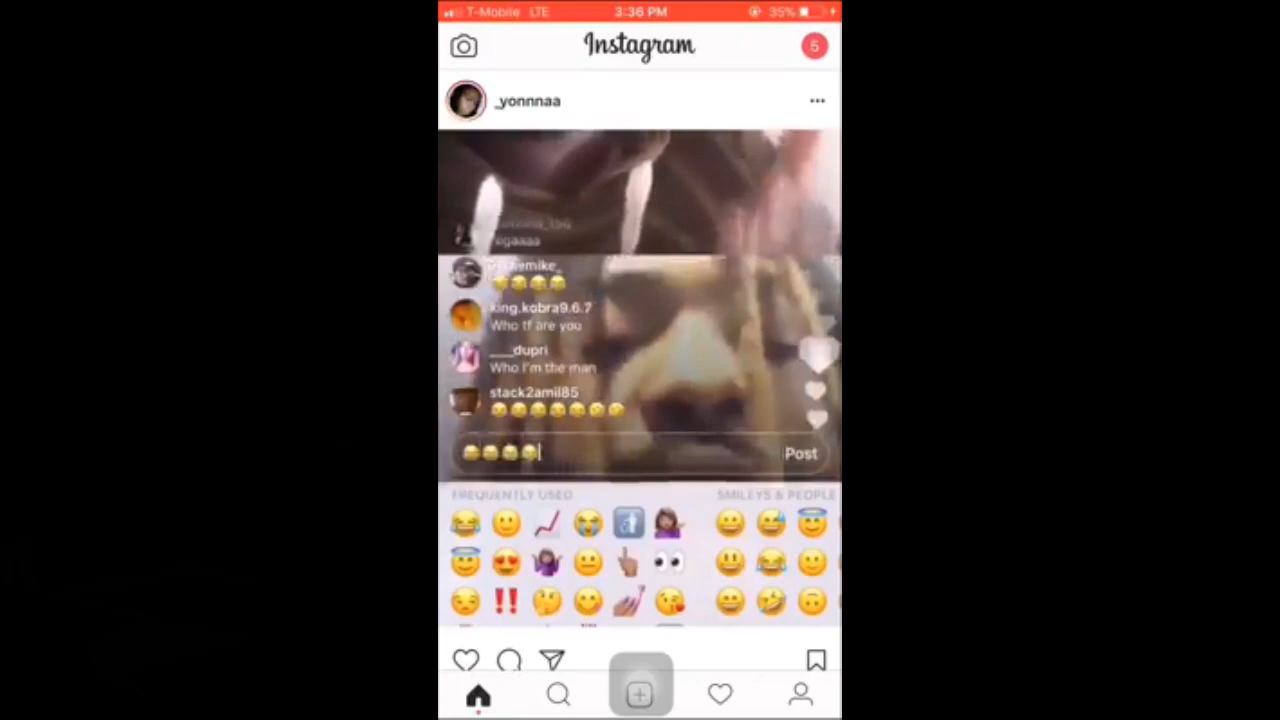 T-Mobile LTE 3:36 PM 35%
Instagram
5
_yonnnaa
king.kobra9.6.7
Who tf are you
___dupri
Who I'm the man
stack2amil85
Post
FREQUENTLY USED SMILEYS & PEOPLE